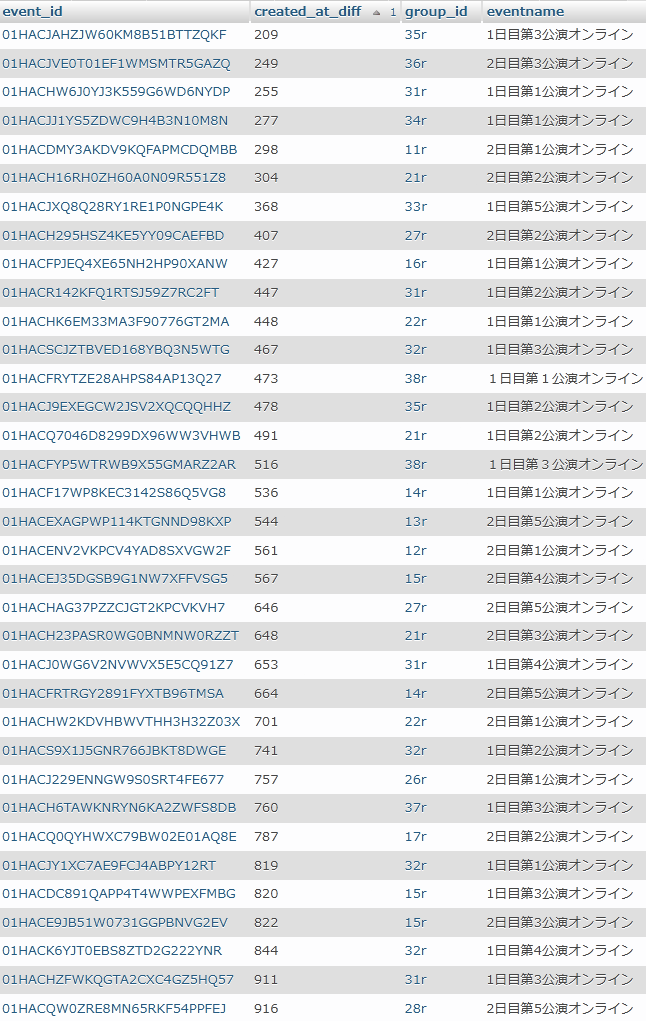 event_id created_at_diff 1 group_id eventname
01HACJAHZJW60KM8B51BTTZQKF 209 35r 1日目第3公演オンライン
01HACJVE0T01EF1WMSMTR5GAZQ 249 36r 2日目第3公演オンライン
01HACHW6J0YJ3K559G6WD6NYDP 255 31r 1日目第1公演オンライン
01HACJJ1YS5ZDWC9H4B3N10M8N 277 34r 1日目第1公演オンライン
01HACDMY3AKDV9KQFAPMCDQMBB 298 11r 2日目第1公演オンライン
01HACH16RH0ZH60A0N09R551Z8 304 21r 2日目第2公演オンライン
01HACJXQ8Q28RY1RE1P0NGPE4K 368 33r 1日目第5公演オンライン
01HACH295HSZ4KE5YY09CAEFBD 407 27r 2日目第2公演オンライン
01HACFPJEQ4XE65NH2HP90XANW 427 16r 1日目第1公演オンライン
01HACR142KFQ1RTSJ59Z7RC2FT 447 31r 1日目第2公演オンライン
01HACHK6EM33MA3F90776GT2MA 448 22r 1日目第1公演オンライン
01HACSCJZTBVED168YBQ3N5WTG 467 32r 1日目第3公演オンライン
01HACFRYTZE28AHPS84AP13Q27 473 38r １日目第１公演オンライン
01HACJ9EXEGCW2JSV2XQCQQHHZ 478 35r 1日目第2公演オンライン
01HACQ7046D8299DX96WW3VHWB 491 21r 1日目第2公演オンライン
01HACFYP5WTRWB9X55GMARZ2AR 516 38r １日目第３公演オンライン
01HACF17WP8KEC3142S86Q5VG8 536 14r 1日目第1公演オンライン
01HACEXAGPWP114KTGNND98KXP 544 13r 2日目第5公演オンライン
01HACENV2VKPCV4YAD8SXVGW2F 561 12r 2日目第1公演オンライン
01HACEJ35DGSB9G1NW7XFFVSG5 567 15r 2日目第4公演オンライン
01HACHAG37PZZCJGT2KPCVKVH7 646 27r 2日目第5公演オンライン
01HACH23PASR0WG0BNMNW0RZZT 648 21r 2日目第3公演オンライン
01HACJ0WG6V2NVWVX5E5CQ91Z7 653 31r 1日目第4公演オンライン
01HACFRTRGY2891FYXTB96TMSA 664 14r 2日目第5公演オンライン
01HACHW2KDVHBWVTHH3H32Z03X 701 22r 2日目第1公演オンライン
01HACS9X1J5GNR766JBKT8DWGE 741 32r 1日目第2公演オンライン
01HACJ229ENNGW9S0SRT4FE677 757 26r 2日目第1公演オンライン
01HACH6TAWKNRYN6KA2ZWFS8DB 760 37r 1日目第3公演オンライン
01HACQ0QYHWXC79BW02E01AQ8E 787 17r 2日目第2公演オンライン
01HACJY1XC7AE9FCJ4ABPY12RT 819 32r 1日目第1公演オンライン
01HACDC891QAPP4T4WWPEXFMBG 820 15r 1日目第3公演オンライン
01HACE9JB51W0731GGPBNVG2EV 822 15r 2日目第3公演オンライン
01HACK6YJT0EBS8ZTD2G222YNR 844 32r 1日目第4公演オンライン
01HACHZFWKQGTA2CXC4GZ5HQ57 911 31r 1日目第3公演オンライン
01HACQW0ZRE8MN65RKF54PPFEJ 916 28r 2日目第5公演オンライン